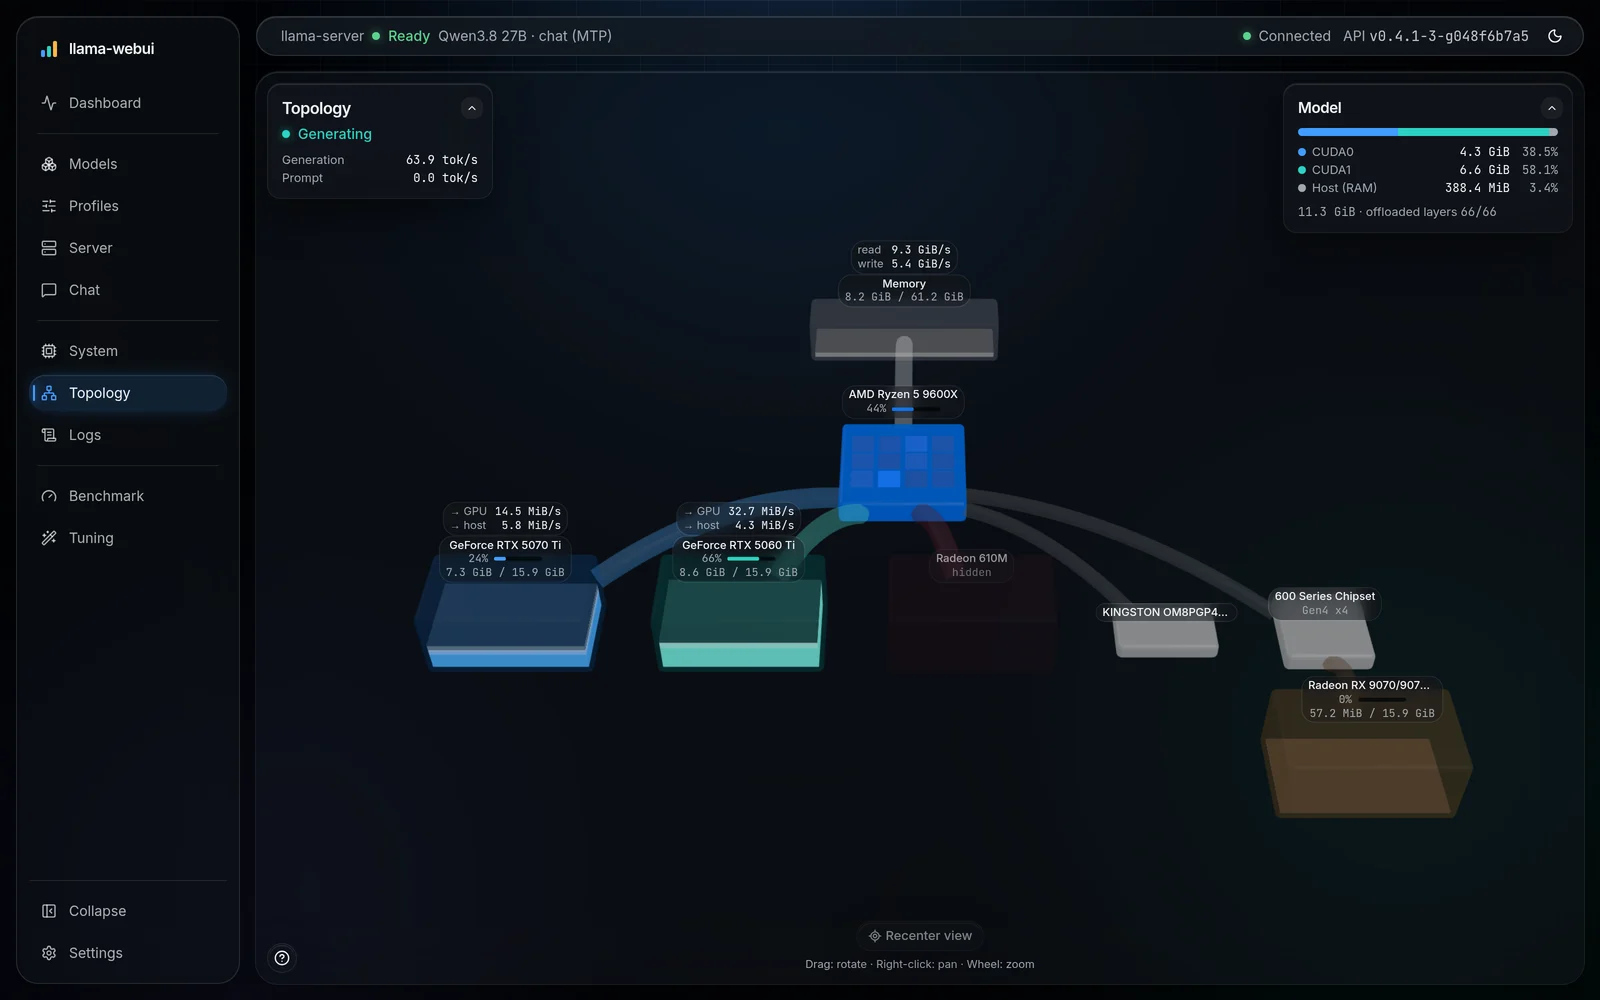 llama-webui
Dashboard
Models
Profiles
Server
Chat
System
Topology
Logs
Benchmark
Tuning
Collapse
Settings
llama-server Ready Qwen3.8 27B · chat (MTP)
Connected API v0.4.1-3-g048f6b7a5
Topology
Generating
Generation 63.9 tok/s
Prompt 0.0 tok/s
Model
CUDA0 4.3 GiB 38.5%
CUDA1 6.6 GiB 58.1%
Host (RAM) 388.4 MiB 3.4%
11.3 GiB · offloaded layers 66/66
read 9.3 GiB/s
write 5.4 GiB/s
Memory
8.2 GiB / 61.2 GiB
AMD Ryzen 5 9600X
44%
→ GPU 14.5 MiB/s
→ host 5.8 MiB/s
GeForce RTX 5070 Ti
24%
7.3 GiB / 15.9 GiB
→ GPU 32.7 MiB/s
→ host 4.3 MiB/s
GeForce RTX 5060 Ti
66%
8.6 GiB / 15.9 GiB
Radeon 610M
hidden
KINGSTON OM8PGP4...
600 Series Chipset
Gen4 x4
Radeon RX 9070/907...
0%
57.2 MiB / 15.9 GiB
Recenter view
Drag: rotate · Right-click: pan · Wheel: zoom